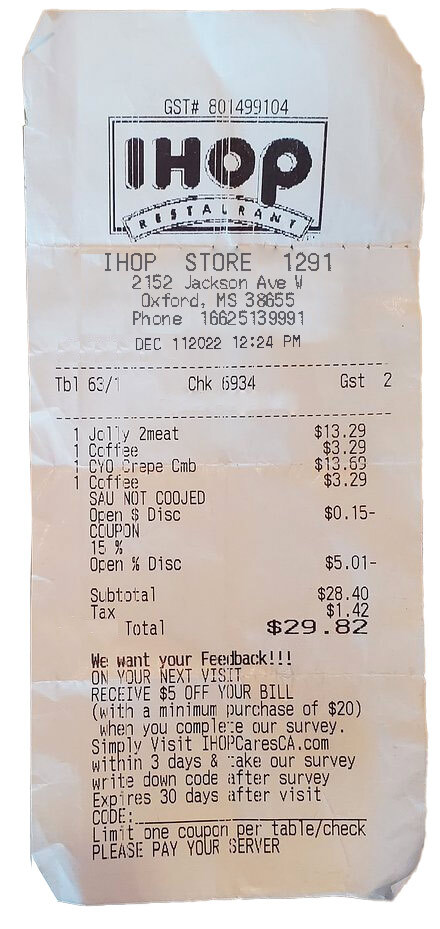 GST# 801499104
IHOP
RESTAURANT
IHOP STORE 1291
2152 Jackson Ave W
Oxford, MS 38655
Phone 16625139991
DEC 112022 12:24 PM
Tbl 63/1 Chk 6934 Gst 2
1 Jolly 2meat $13.29
1 Coffee $3.29
1 CYO Crepe Cmb $13.69
1 Coffee $3.29
SAU NOT COOJED
Open $ Disc $0.15-
COUPON
15 %
Open % Disc $5.01-
Subtotal $28.40
Tax $1.42
Total $29.82
We want your Feedback!!!
ON YOUR NEXT VISIT
RECEIVE $5 OFF YOUR BILL
(with a minimum purchase of $20)
when you complete our survey.
Simply Visit IHOPCaresCA.com
within 3 days & take our survey
write down code after survey
Expires 30 days after visit
CODE:
Limit one coupon per table/check
PLEASE PAY YOUR SERVER